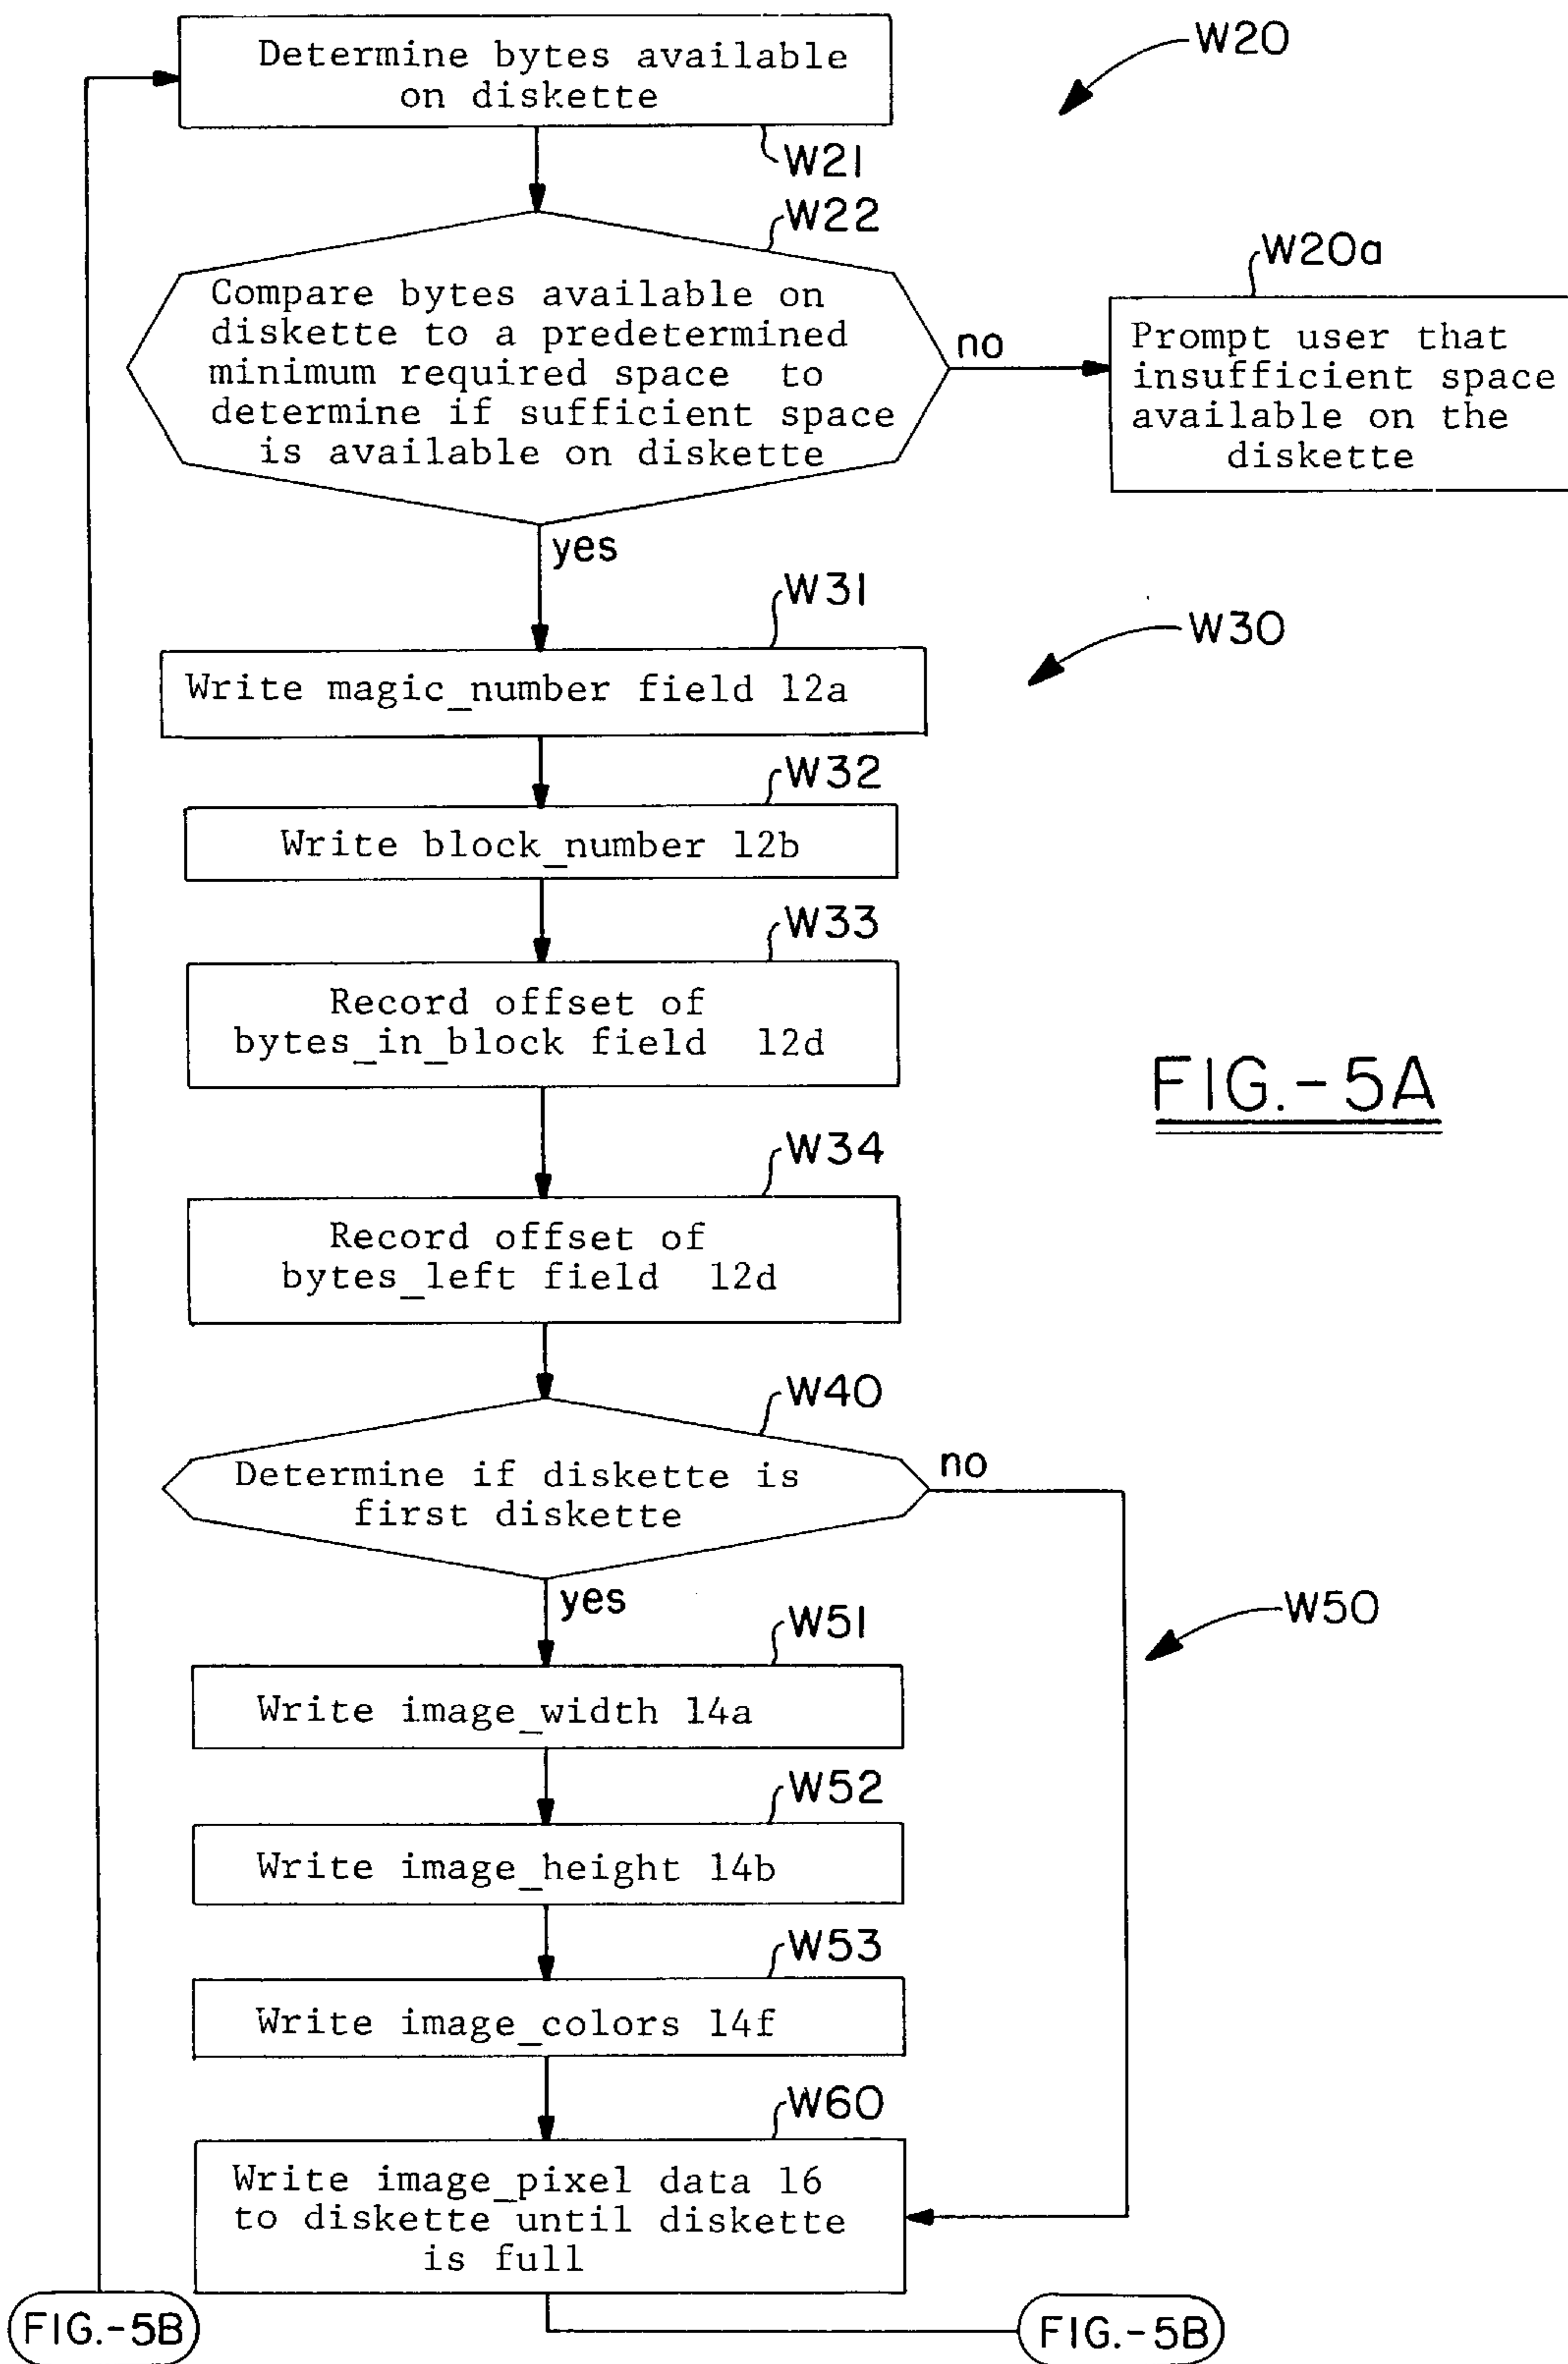 W20
Determine bytes available
on diskette
W21
W22
Compare bytes available on
diskette to a predetermined
minimum required space to
determine if sufficient space
is available on diskette
no
W20a
Prompt user that
insufficient space
available on the
diskette
yes
W31
W30
Write magic_number field 12a
W32
Write block_number 12b
W33
Record offset of
bytes_in_block field 12d
FIG.-5A
W34
Record offset of
bytes_left field 12d
W40
Determine if diskette is
first diskette
no
yes
W50
W51
Write image_width 14a
W52
Write image_height 14b
W53
Write image_colors 14f
W60
Write image_pixel data 16
to diskette until diskette
is full
FIG.-5B
FIG.-5B